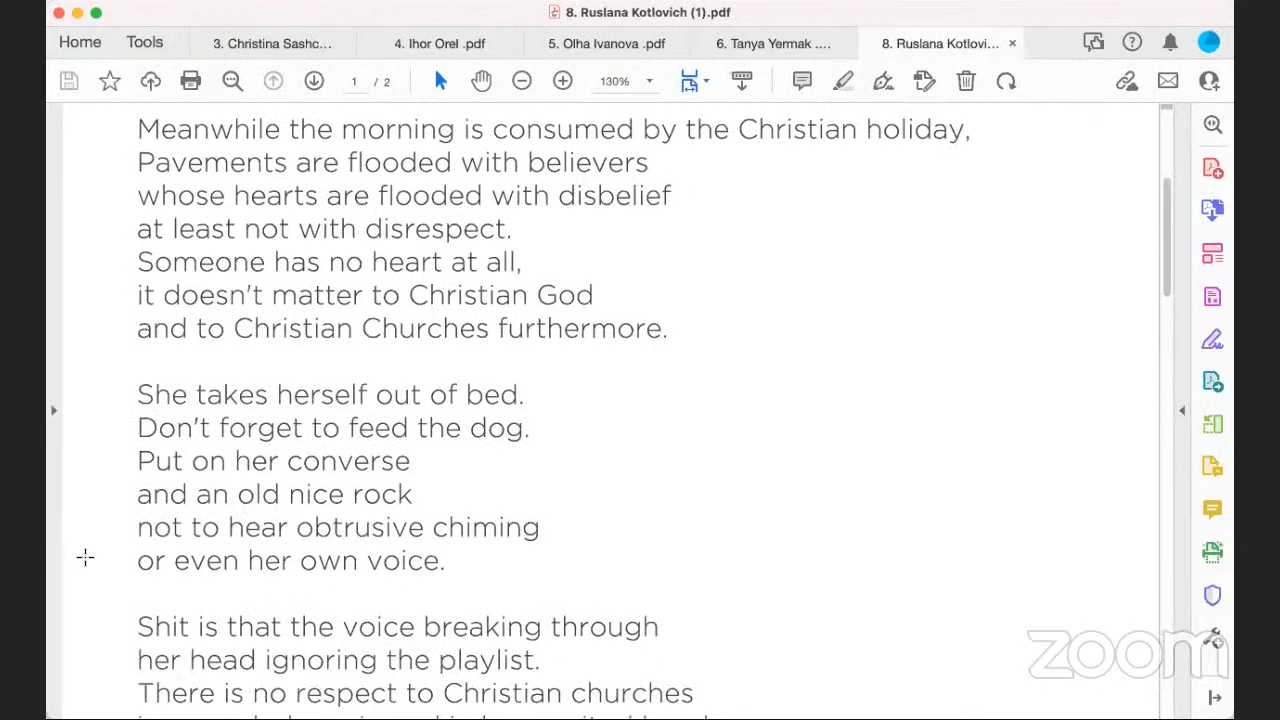 8. Ruslana Kotlovich (1).pdf
Home Tools 3. Christina Sashc... 4. Ihor Orel .pdf 5. Olha Ivanova .pdf 6. Tanya Yermak .... 8. Ruslana Kotlovi... ×
1 / 2 130%
Meanwhile the morning is consumed by the Christian holiday,
Pavements are flooded with believers
whose hearts are flooded with disbelief
at least not with disrespect.
Someone has no heart at all,
it doesn't matter to Christian God
and to Christian Churches furthermore.
She takes herself out of bed.
Don't forget to feed the dog.
Put on her converse
and an old nice rock
not to hear obtrusive chiming
or even her own voice.
Shit is that the voice breaking through
her head ignoring the playlist.
There is no respect to Christian churches
zoom